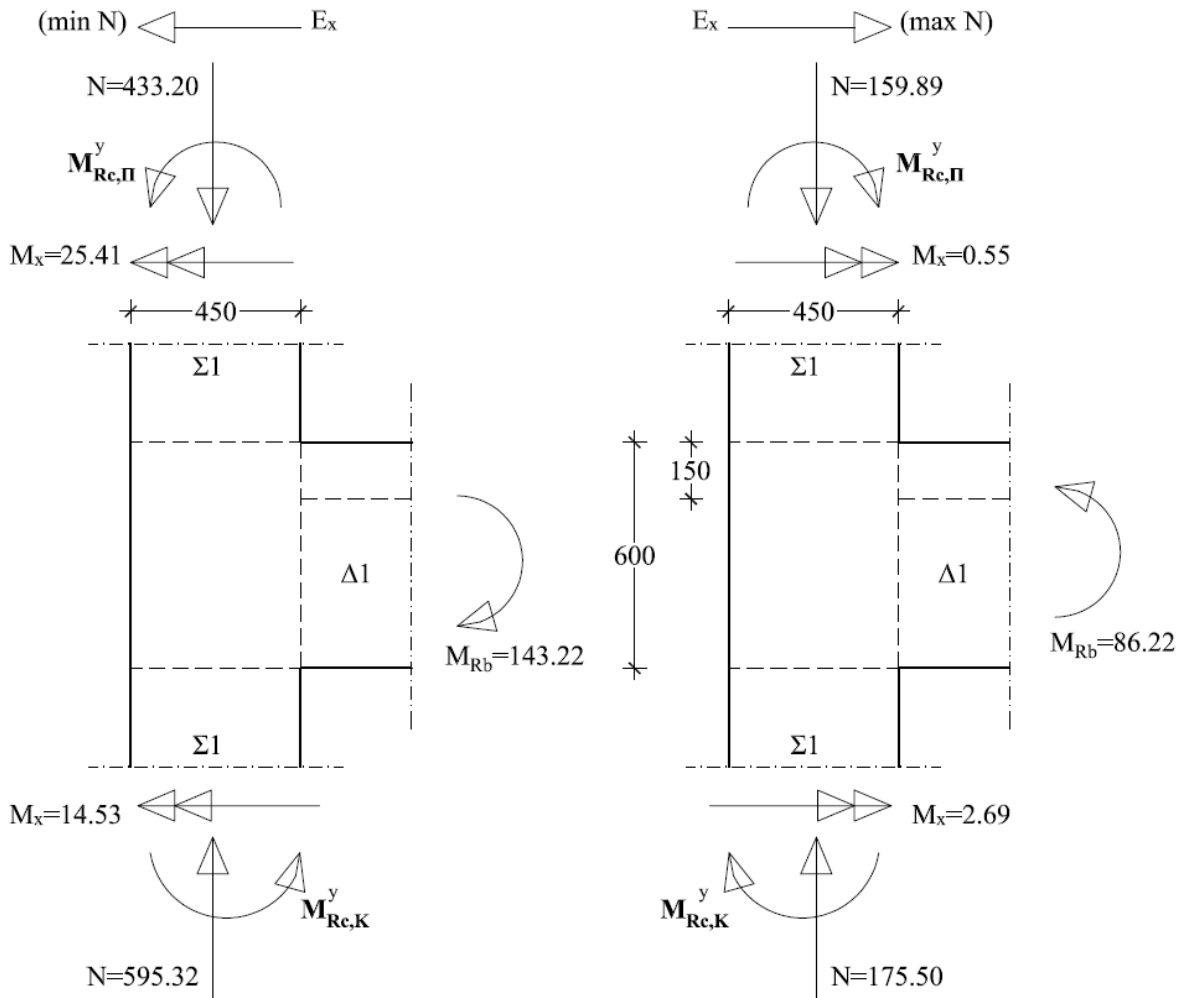 (min N) Ex
Ex (max N)
N=433.20
N=159.89
M^y_Rc,Π
M^y_Rc,Π
Mx=25.41
Mx=0.55
450
450
Σ1
Σ1
150
600
Δ1
Δ1
MRb=143.22
MRb=86.22
Σ1
Σ1
Mx=14.53
Mx=2.69
M^y_Rc,K
M^y_Rc,K
N=595.32
N=175.50